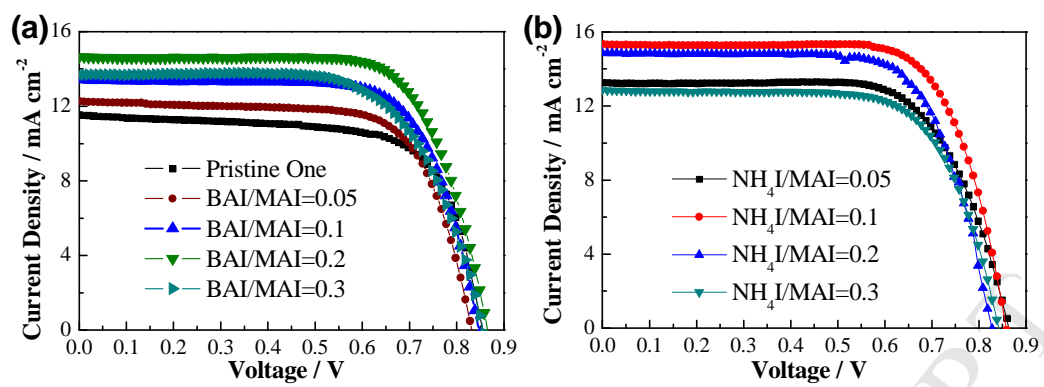 (a)
16
12
8
4
0
Current Density / mA cm-2
Pristine One
BAI/MAI=0.05
BAI/MAI=0.1
BAI/MAI=0.2
BAI/MAI=0.3
0.0 0.1 0.2 0.3 0.4 0.5 0.6 0.7 0.8 0.9
Voltage / V
(b)
16
12
8
4
0
Current Density / mA cm-2
NH4I/MAI=0.05
NH4I/MAI=0.1
NH4I/MAI=0.2
NH4I/MAI=0.3
0.0 0.1 0.2 0.3 0.4 0.5 0.6 0.7 0.8 0.9
Voltage / V